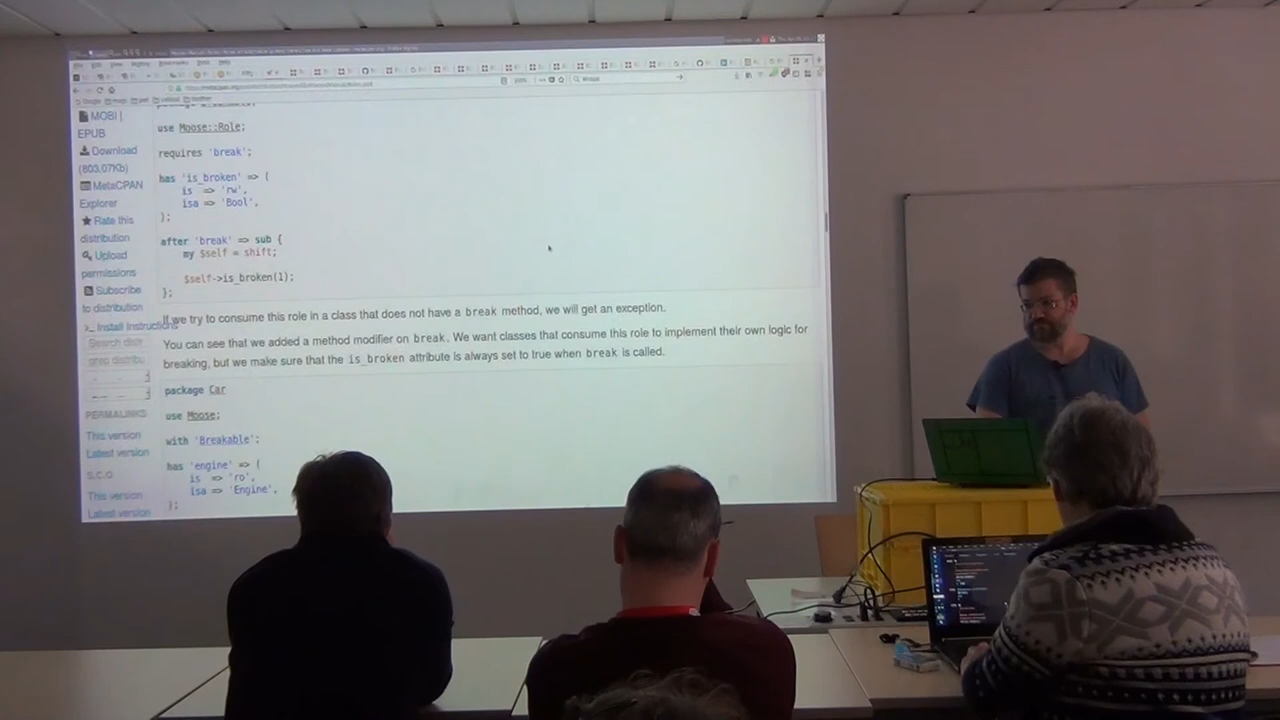 MOBI |
EPUB
Download
(803.07Kb)
MetaCPAN
Explorer
Rate this
distribution
Upload
permissions
Subscribe
to distribution
>_ Install Instructions
Search distr
grep distribu
PERMALINKS
This version
Latest version
S.C.O
This version
Latest version
use Moose::Role;
requires 'break';
has 'is_broken' => (
is => 'rw',
isa => 'Bool',
);
after 'break' => sub {
my $self = shift;
$self->is_broken(1);
};
If we try to consume this role in a class that does not have a break method, we will get an exception.
You can see that we added a method modifier on break. We want classes that consume this role to implement their own logic for
breaking, but we make sure that the is_broken attribute is always set to true when break is called.
package Car
use Moose;
with 'Breakable';
has 'engine' => (
is => 'ro',
isa => 'Engine',
);